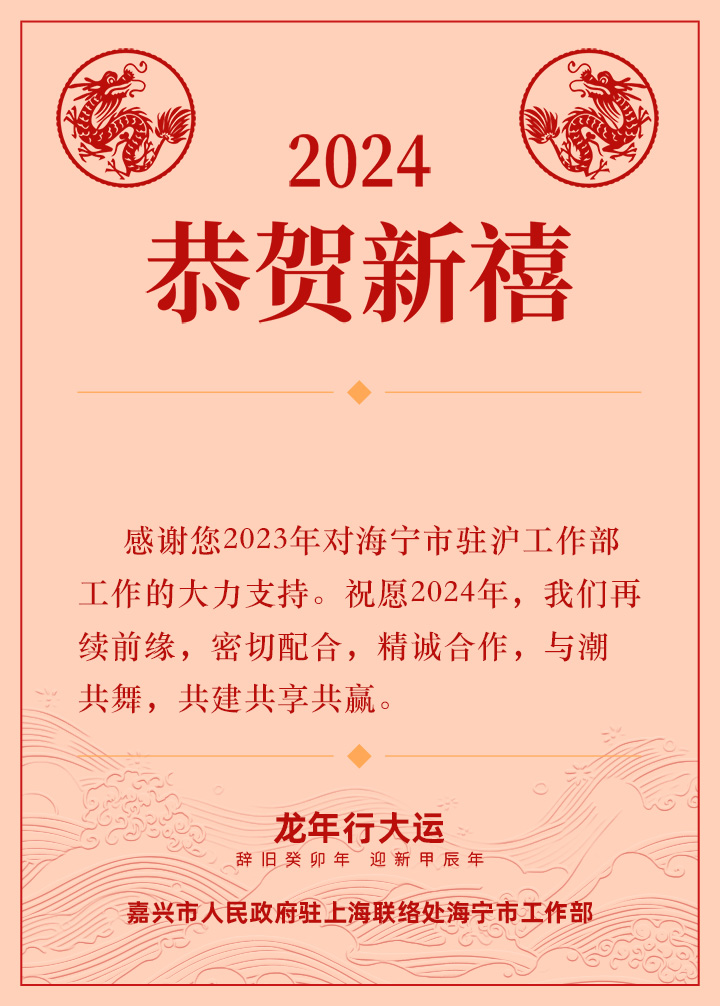 2024
恭贺新禧
感谢您2023年对海宁市驻沪工作部
工作的大力支持。祝愿2024年，我们再
续前缘，密切配合，精诚合作，与潮
共舞，共建共享共赢。
龙年行大运
辞旧癸卯年 迎新甲辰年
嘉兴市人民政府驻上海联络处海宁市工作部